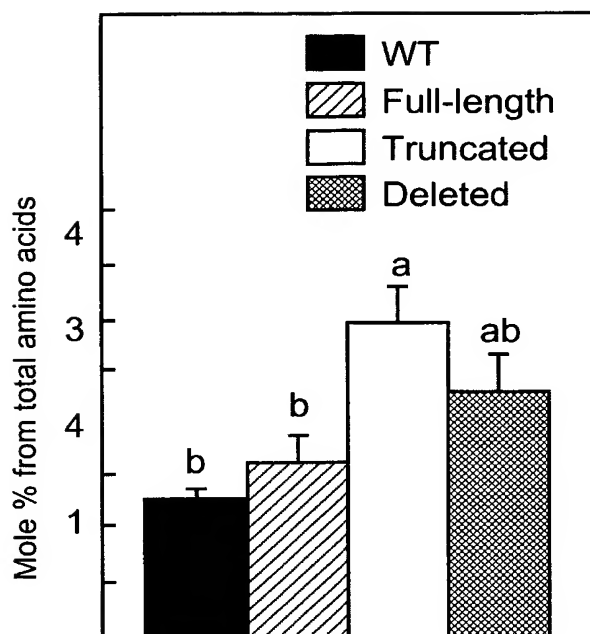 WT
Full-length
Truncated
Deleted
Mole % from total amino acids
4
3
4
1
b
b
a
ab